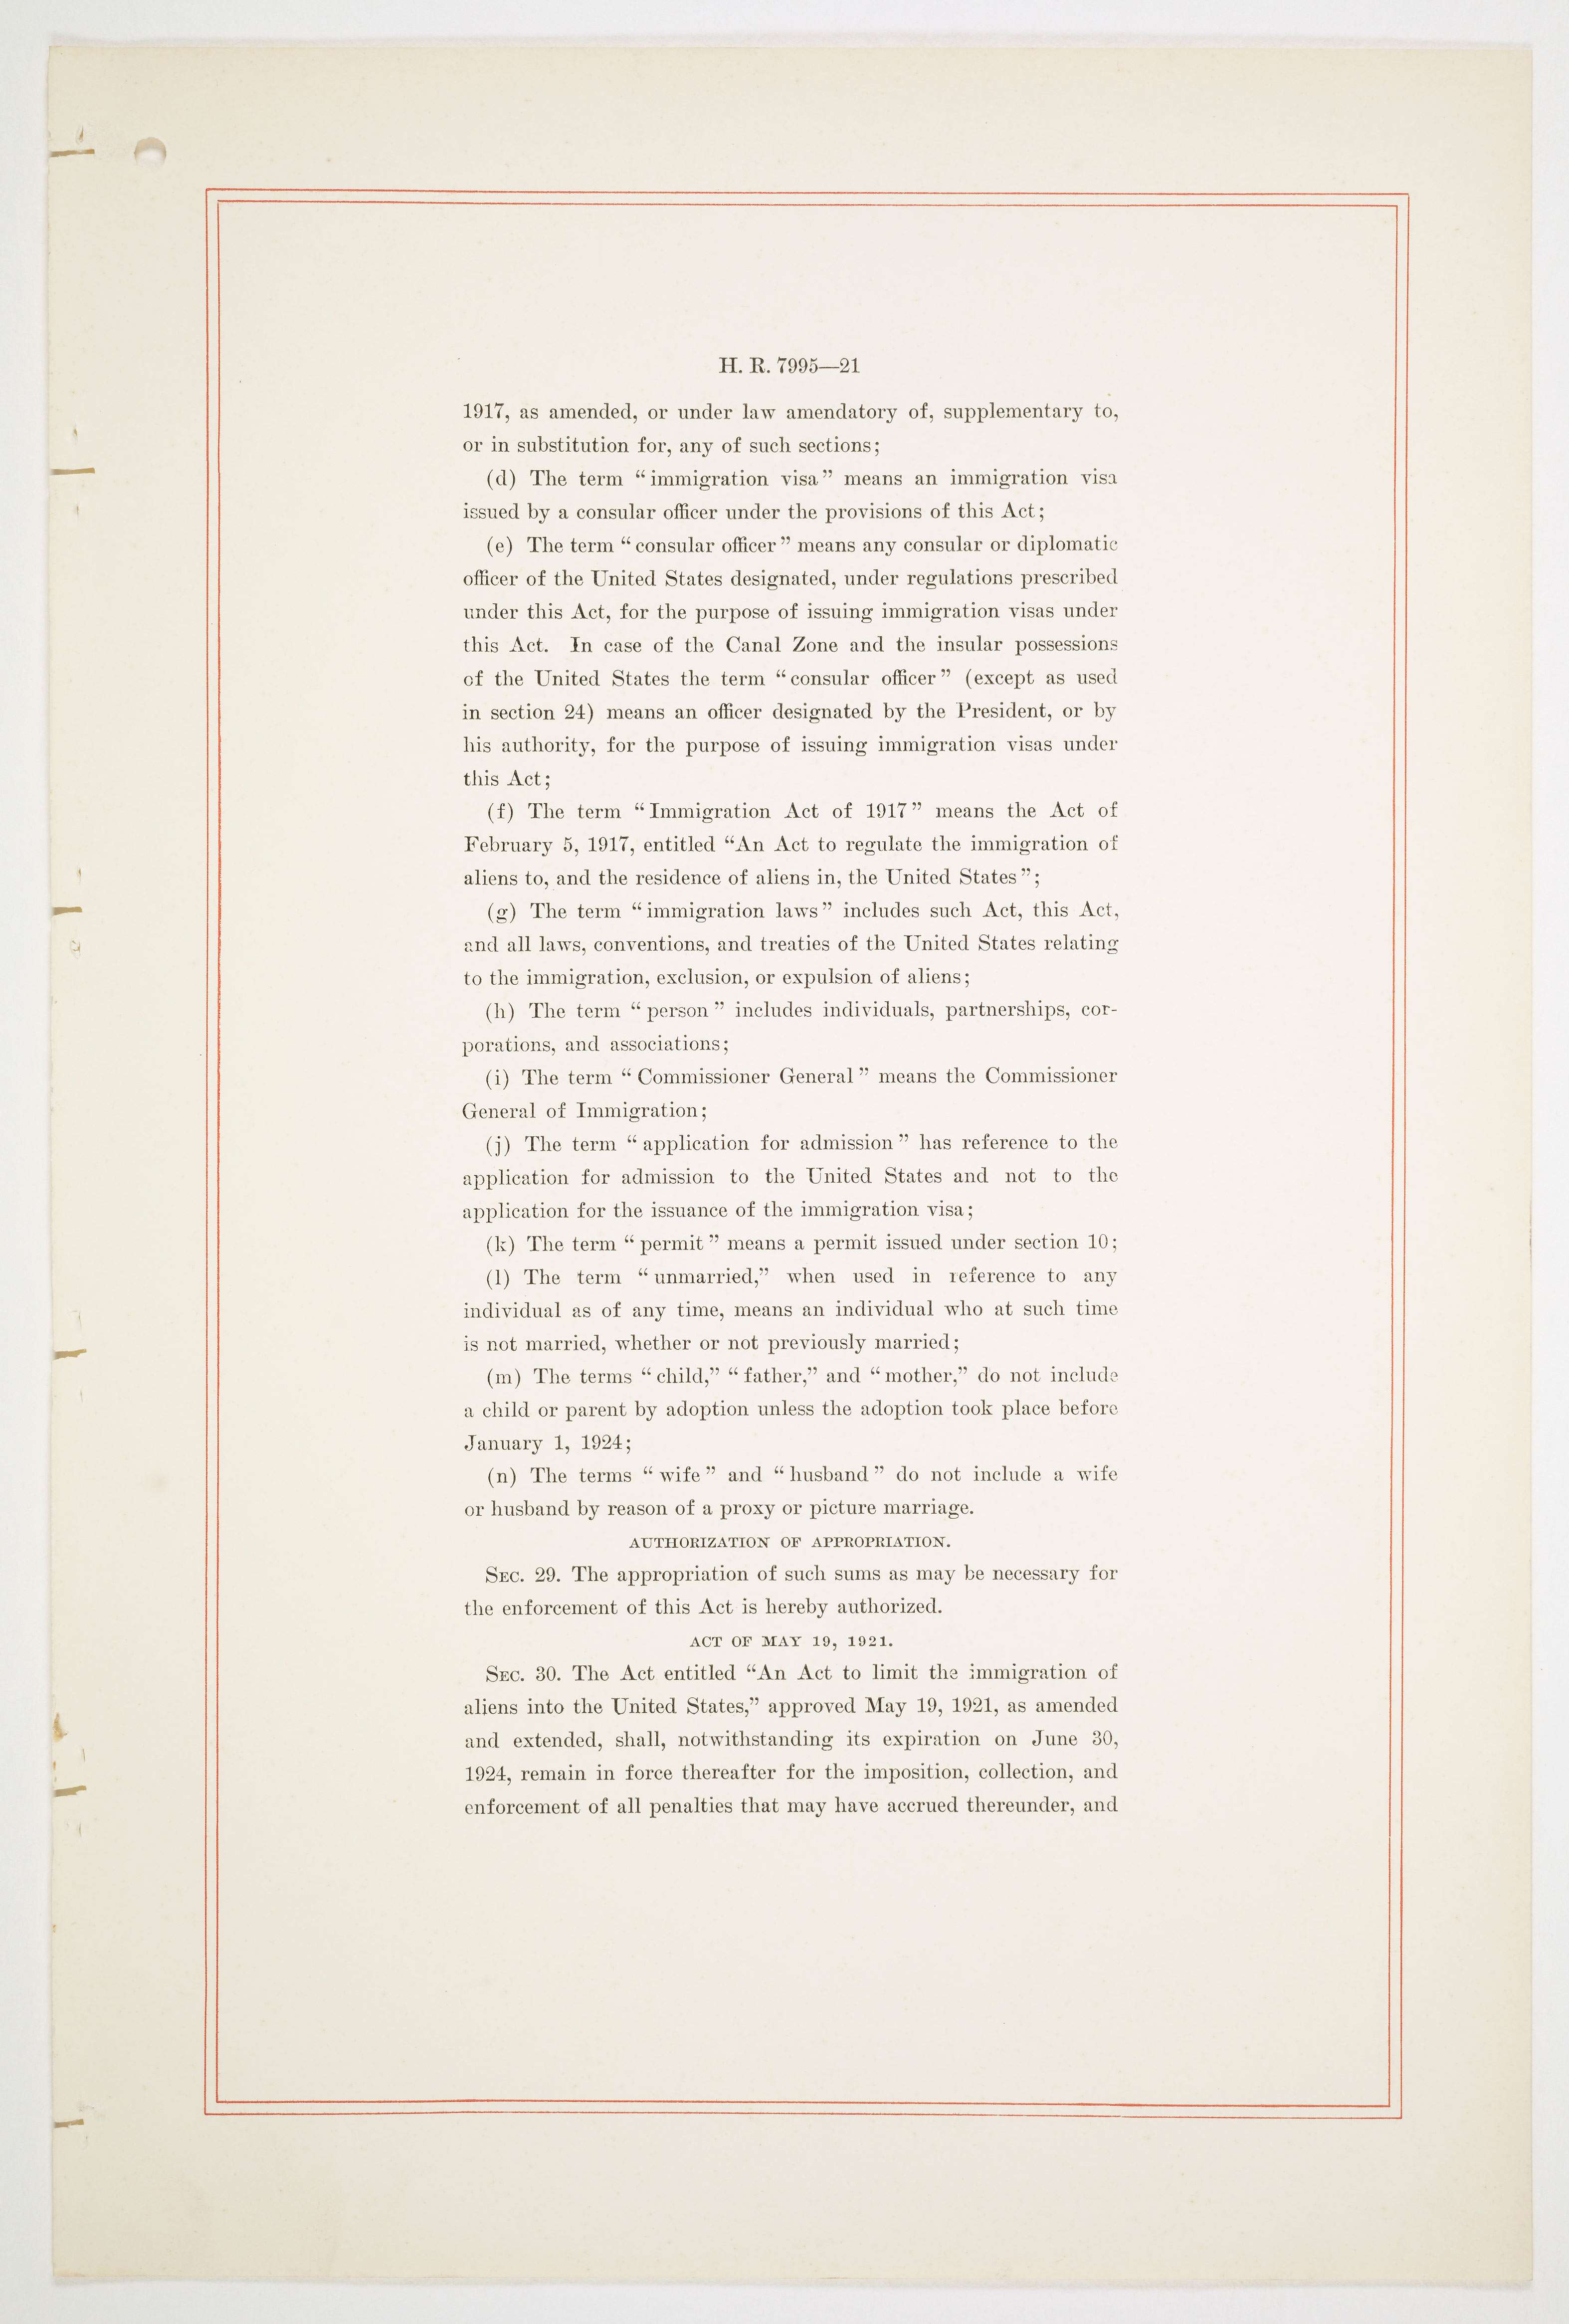 H. R. 7995—21
1917, as amended, or under law amendatory of, supplementary to,
or in substitution for, any of such sections;
(d) The term “immigration visa” means an immigration visa
issued by a consular officer under the provisions of this Act;
(e) The term “consular officer” means any consular or diplomatic
officer of the United States designated, under regulations prescribed
under this Act, for the purpose of issuing immigration visas under
this Act. In case of the Canal Zone and the insular possessions
of the United States the term “consular officer” (except as used
in section 24) means an officer designated by the President, or by
his authority, for the purpose of issuing immigration visas under
this Act;
(f) The term “Immigration Act of 1917” means the Act of
February 5, 1917, entitled “An Act to regulate the immigration of
aliens to, and the residence of aliens in, the United States”;
(g) The term “immigration laws” includes such Act, this Act,
and all laws, conventions, and treaties of the United States relating
to the immigration, exclusion, or expulsion of aliens;
(h) The term “person” includes individuals, partnerships, cor-
porations, and associations;
(i) The term “Commissioner General” means the Commissioner
General of Immigration;
(j) The term “application for admission” has reference to the
application for admission to the United States and not to the
application for the issuance of the immigration visa;
(k) The term “permit” means a permit issued under section 10;
(l) The term “unmarried,” when used in reference to any
individual as of any time, means an individual who at such time
is not married, whether or not previously married;
(m) The terms “child,” “father,” and “mother,” do not include
a child or parent by adoption unless the adoption took place before
January 1, 1924;
(n) The terms “wife” and “husband” do not include a wife
or husband by reason of a proxy or picture marriage.
AUTHORIZATION OF APPROPRIATION.
SEC. 29. The appropriation of such sums as may be necessary for
the enforcement of this Act is hereby authorized.
ACT OF MAY 19, 1921.
SEC. 30. The Act entitled “An Act to limit the immigration of
aliens into the United States,” approved May 19, 1921, as amended
and extended, shall, notwithstanding its expiration on June 30,
1924, remain in force thereafter for the imposition, collection, and
enforcement of all penalties that may have accrued thereunder, and